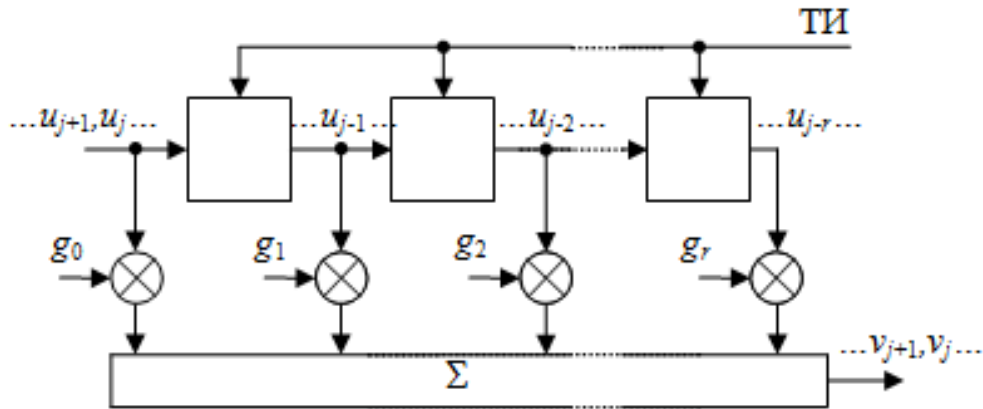 ТИ
...u_{j+1},u_j... ...u_{j-1}... ...u_{j-2}... ...u_{j-r}...
g_0 g_1 g_2 g_r
Σ ...v_{j+1},v_j...